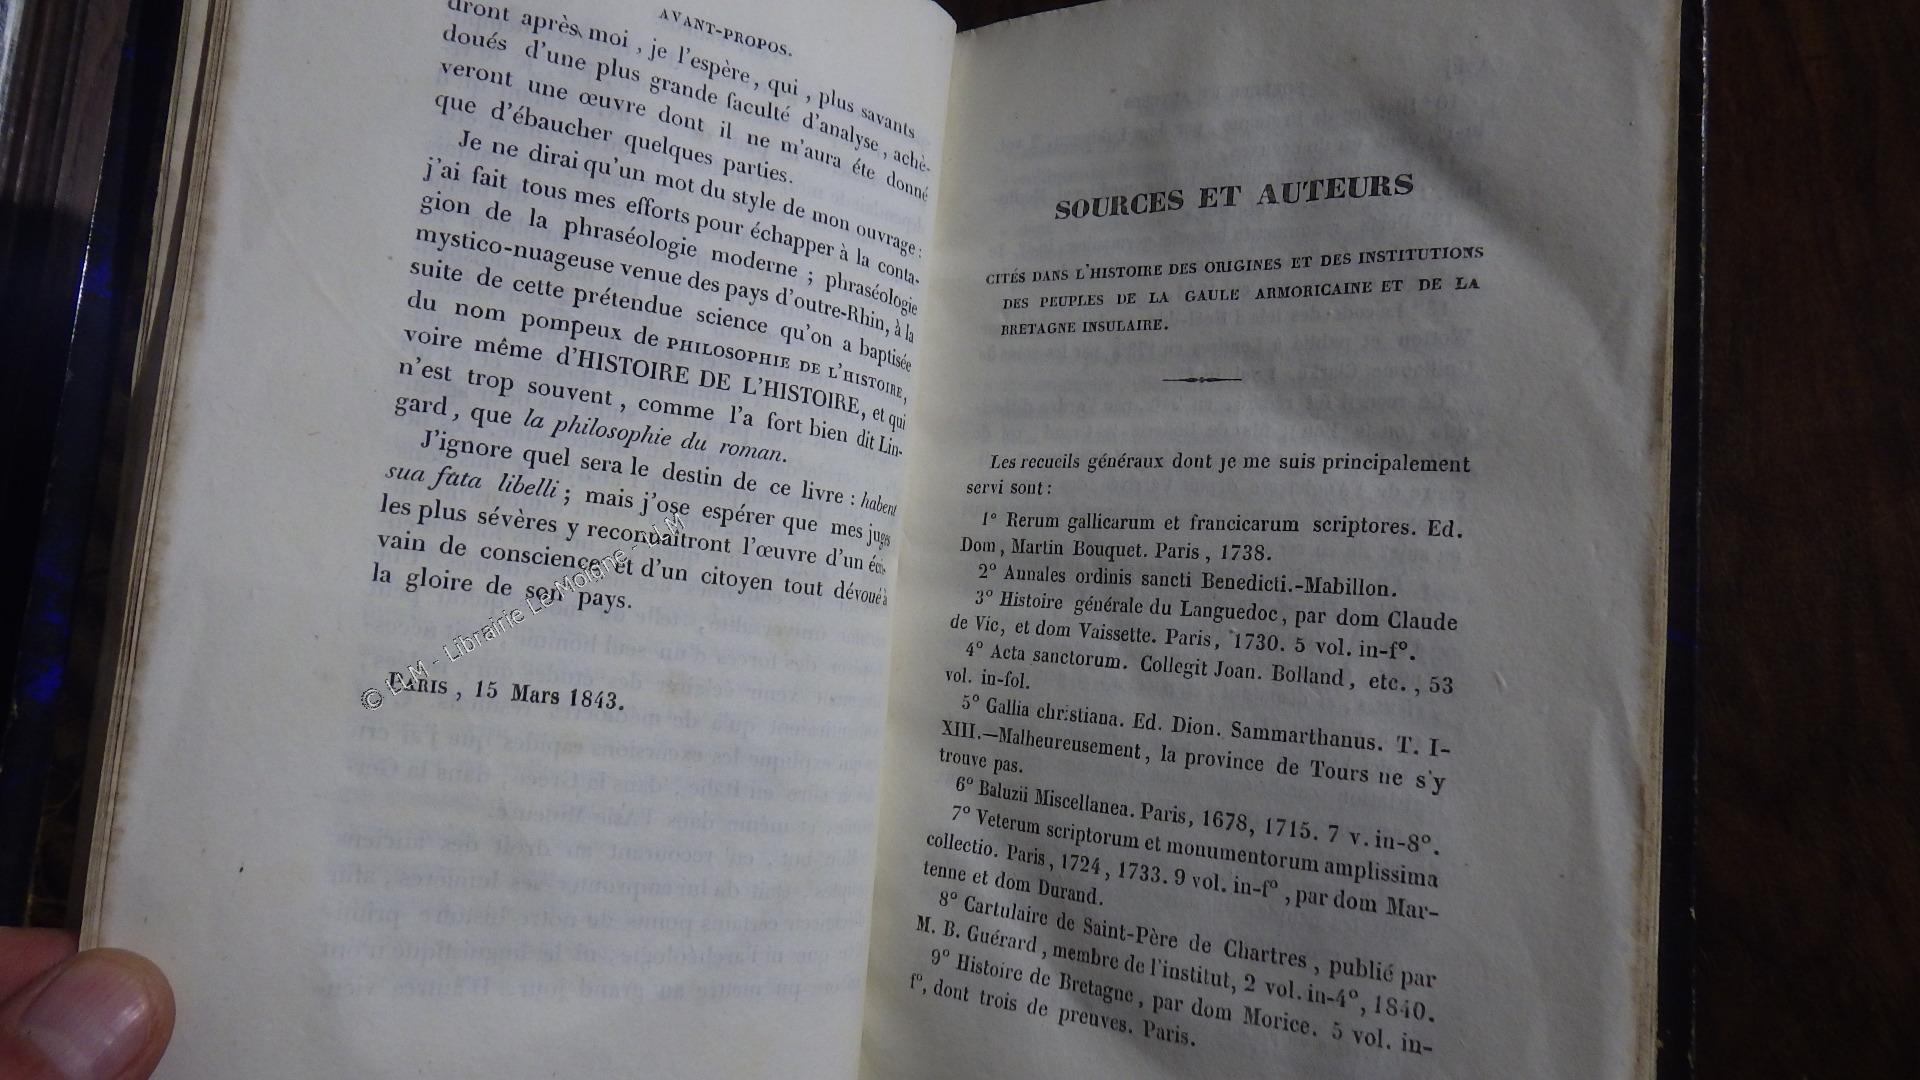 AVANT-PROPOS.
dront après moi, je l'espère, qui, plus savants
doués d'une plus grande faculté d'analyse, achè-
veront une œuvre dont il ne m'aura éte donné
que d'ébaucher quelques parties.
Je ne dirai qu'un mot du style de mon ouvrage:
j'ai fait tous mes efforts pour échapper à la conta-
gion de la phraséologie moderne; phraséologie
mystico-nuageuse venue des pays d'outre-Rhin, à la
suite de cette prétendue science qu'on a baptisée
du nom pompeux de PHILOSOPHIE DE L'HISTOIRE,
voire même d'HISTOIRE DE L'HISTOIRE, et qui
n'est trop souvent, comme l'a fort bien dit Lin-
gard, que la philosophie du roman.
J'ignore quel sera le destin de ce livre: habent
sua fata libelli; mais j'ose espérer que mes juges
les plus sévères y reconnaîtront l'œuvre d'un écri-
vain de conscience et d'un citoyen tout dévoué à
la gloire de son pays.
PARIS, 15 Mars 1843.
© LLM - Librairie Le Moigne - LLM
SOURCES ET AUTEURS
CITÉS DANS L'HISTOIRE DES ORIGINES ET DES INSTITUTIONS
DES PEUPLES DE LA GAULE ARMORICAINE ET DE LA
BRETAGNE INSULAIRE.
Les recueils généraux dont je me suis principalement
servi sont:
1° Rerum gallicarum et francicarum scriptores. Ed.
Dom, Martin Bouquet. Paris, 1738.
2° Annales ordinis sancti Benedicti.-Mabillon.
3° Histoire générale du Languedoc, par dom Claude
de Vic, et dom Vaissette. Paris, 1730. 5 vol. in-f°.
4° Acta sanctorum. Collegit Joan. Bolland, etc., 53
vol. in-fol.
5° Gallia christiana. Ed. Dion. Sammarthanus. T. I-
XIII.—Malheureusement, la province de Tours ne s'y
trouve pas.
6° Baluzii Miscellanea. Paris, 1678, 1715. 7 v. in-8°.
7° Veterum scriptorum et monumentorum amplissima
collectio. Paris, 1724, 1733. 9 vol. in-f°, par dom Mar-
tenne et dom Durand.
8° Cartulaire de Saint-Père de Chartres, publié par
M. B. Guérard, membre de l'institut, 2 vol. in-4°, 1840.
9° Histoire de Bretagne, par dom Morice. 5 vol. in-
f°, dont trois de preuves. Paris.